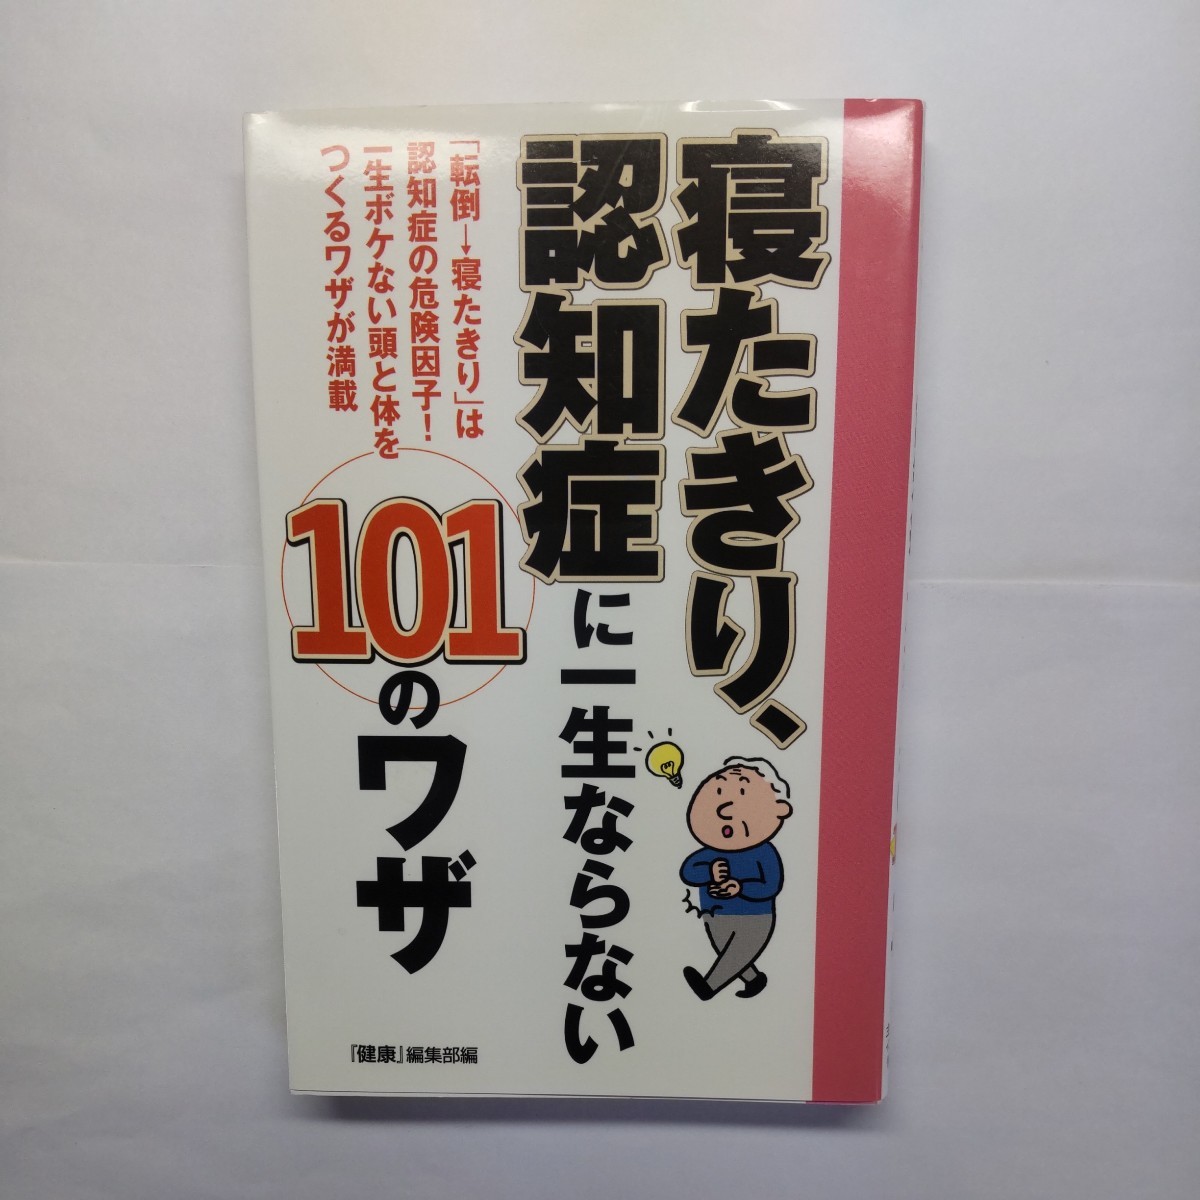 寝たきり、
認知症に一生ならない
101のワザ
「転倒→寝たきり」は
認知症の危険因子！
一生ボケない頭と体を
つくるワザが満載
『健康』編集部編